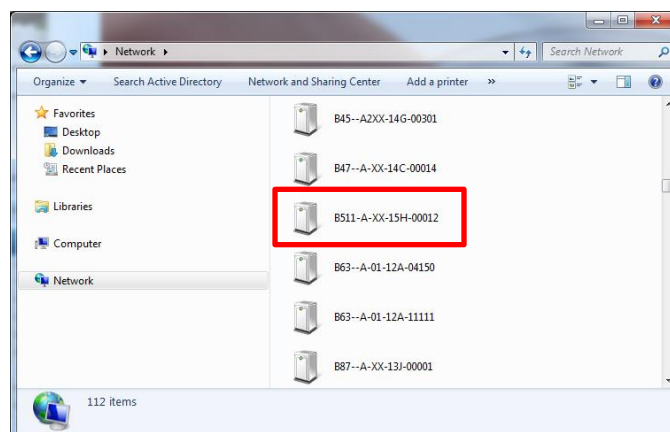 Network
Search Network
Organize
Search Active Directory
Network and Sharing Center
Add a printer
»
Favorites
Desktop
Downloads
Recent Places
Libraries
Computer
Network
B45--A2XX-14G-00301
B47--A-XX-14C-00014
B511-A-XX-15H-00012
B63--A-01-12A-04150
B63--A-01-12A-11111
B87--A-XX-13J-00001
112 items